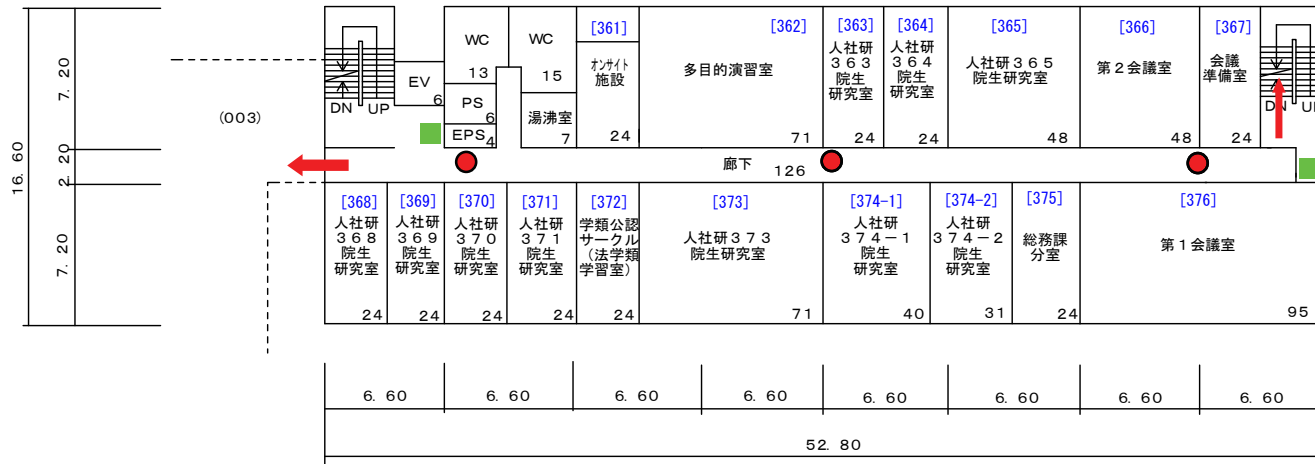 [361]
[362]
[363]
[364]
[365]
[366]
[367]
WC
13
WC
15
EV
6
PS
6
EPS
4
湯沸室
7
オンサイト
施設
24
多目的演習室
71
人社研
363
院生
研究室
24
人社研
364
院生
研究室
24
人社研365
院生研究室
48
第2会議室
48
会議
準備室
24
DN
UP
DN
(003)
廊下
126
[368]
人社研
368
院生
研究室
24
[369]
人社研
369
院生
研究室
24
[370]
人社研
370
院生
研究室
24
[371]
人社研
371
院生
研究室
24
[372]
学類公認
サークル
(法学類
学習室)
24
[373]
人社研373
院生研究室
71
[374-1]
人社研
374-1
院生
研究室
40
[374-2]
人社研
374-2
院生
研究室
31
[375]
総務課
分室
24
[376]
第1会議室
95
16.60
7.20
2.20
7.20
6.60
6.60
6.60
6.60
6.60
6.60
6.60
6.60
52.80